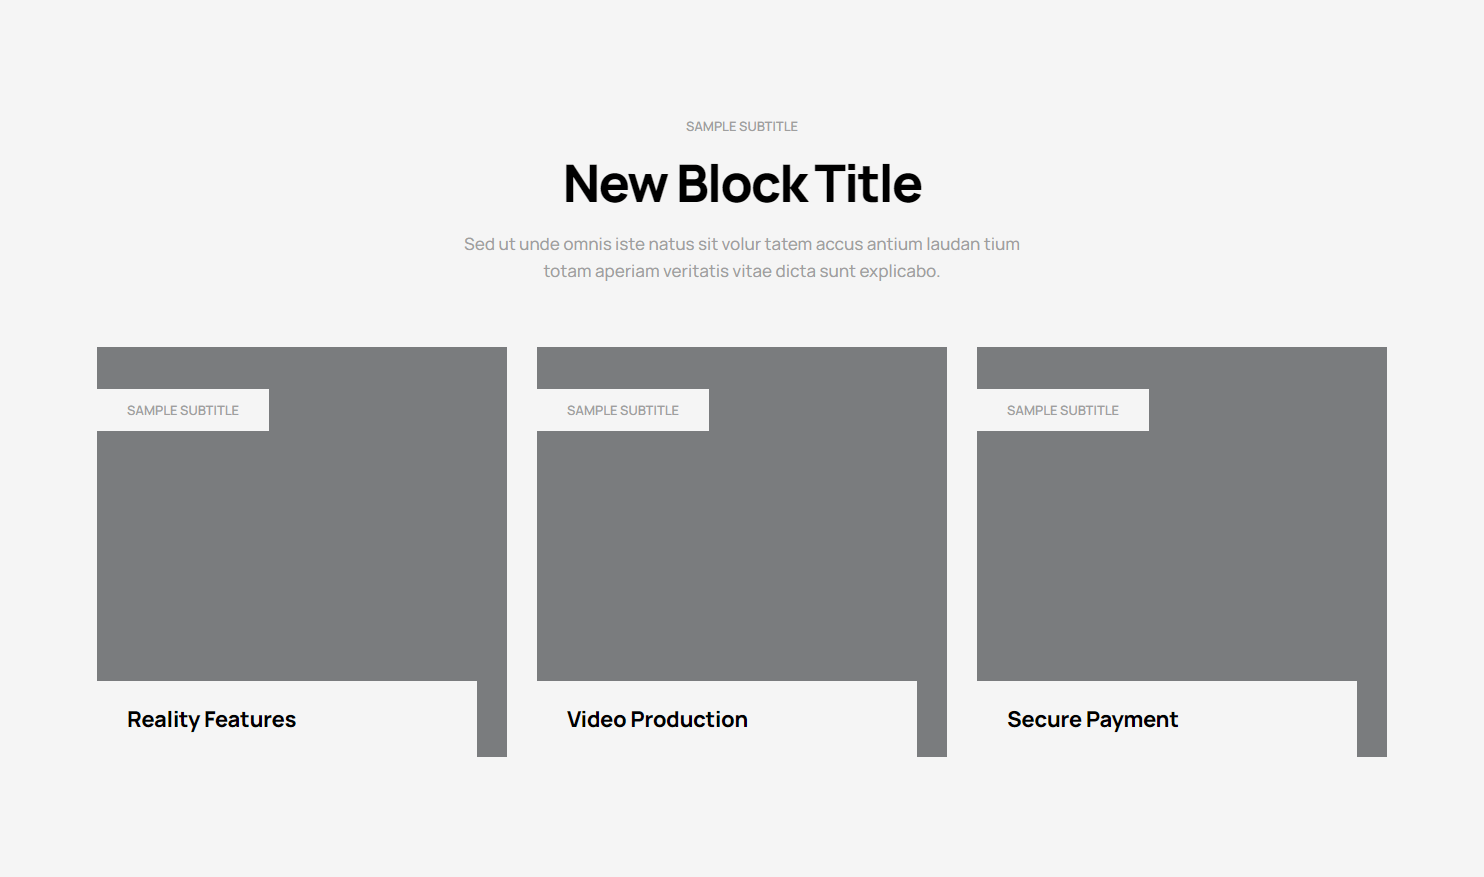 SAMPLE SUBTITLE
New Block Title
Sed ut unde omnis iste natus sit volur tatem accus antium laudan tium
totam aperiam veritatis vitae dicta sunt explicabo.
SAMPLE SUBTITLE
SAMPLE SUBTITLE
SAMPLE SUBTITLE
Reality Features
Video Production
Secure Payment